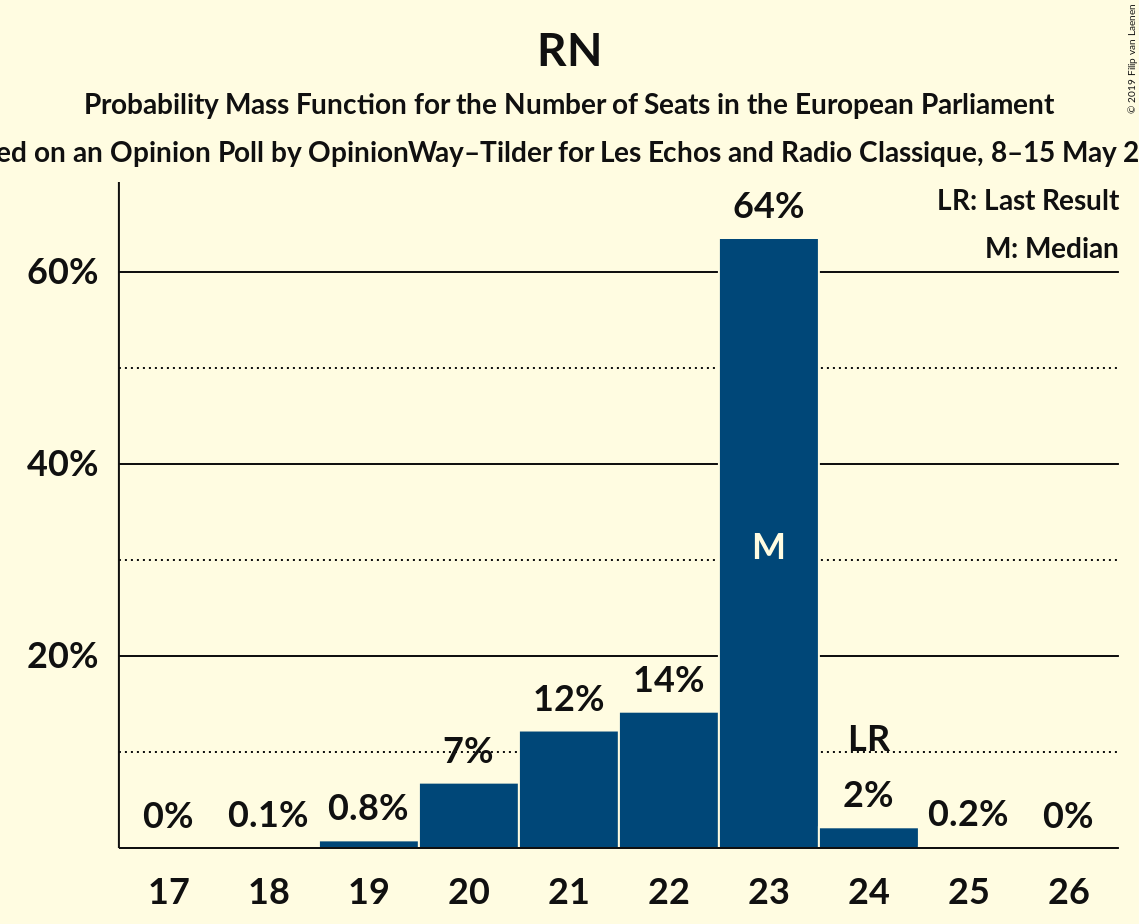 RN
Probability Mass Function for the Number of Seats in the European Parliament
ed on an Opinion Poll by OpinionWay–Tilder for Les Echos and Radio Classique, 8–15 May 2
© 2019 Filip van Laenen
LR: Last Result
M: Median
60%
40%
20%
0%
0.1%
0.8%
7%
12%
14%
64%
M
LR
2%
0.2%
0%
17 18 19 20 21 22 23 24 25 26